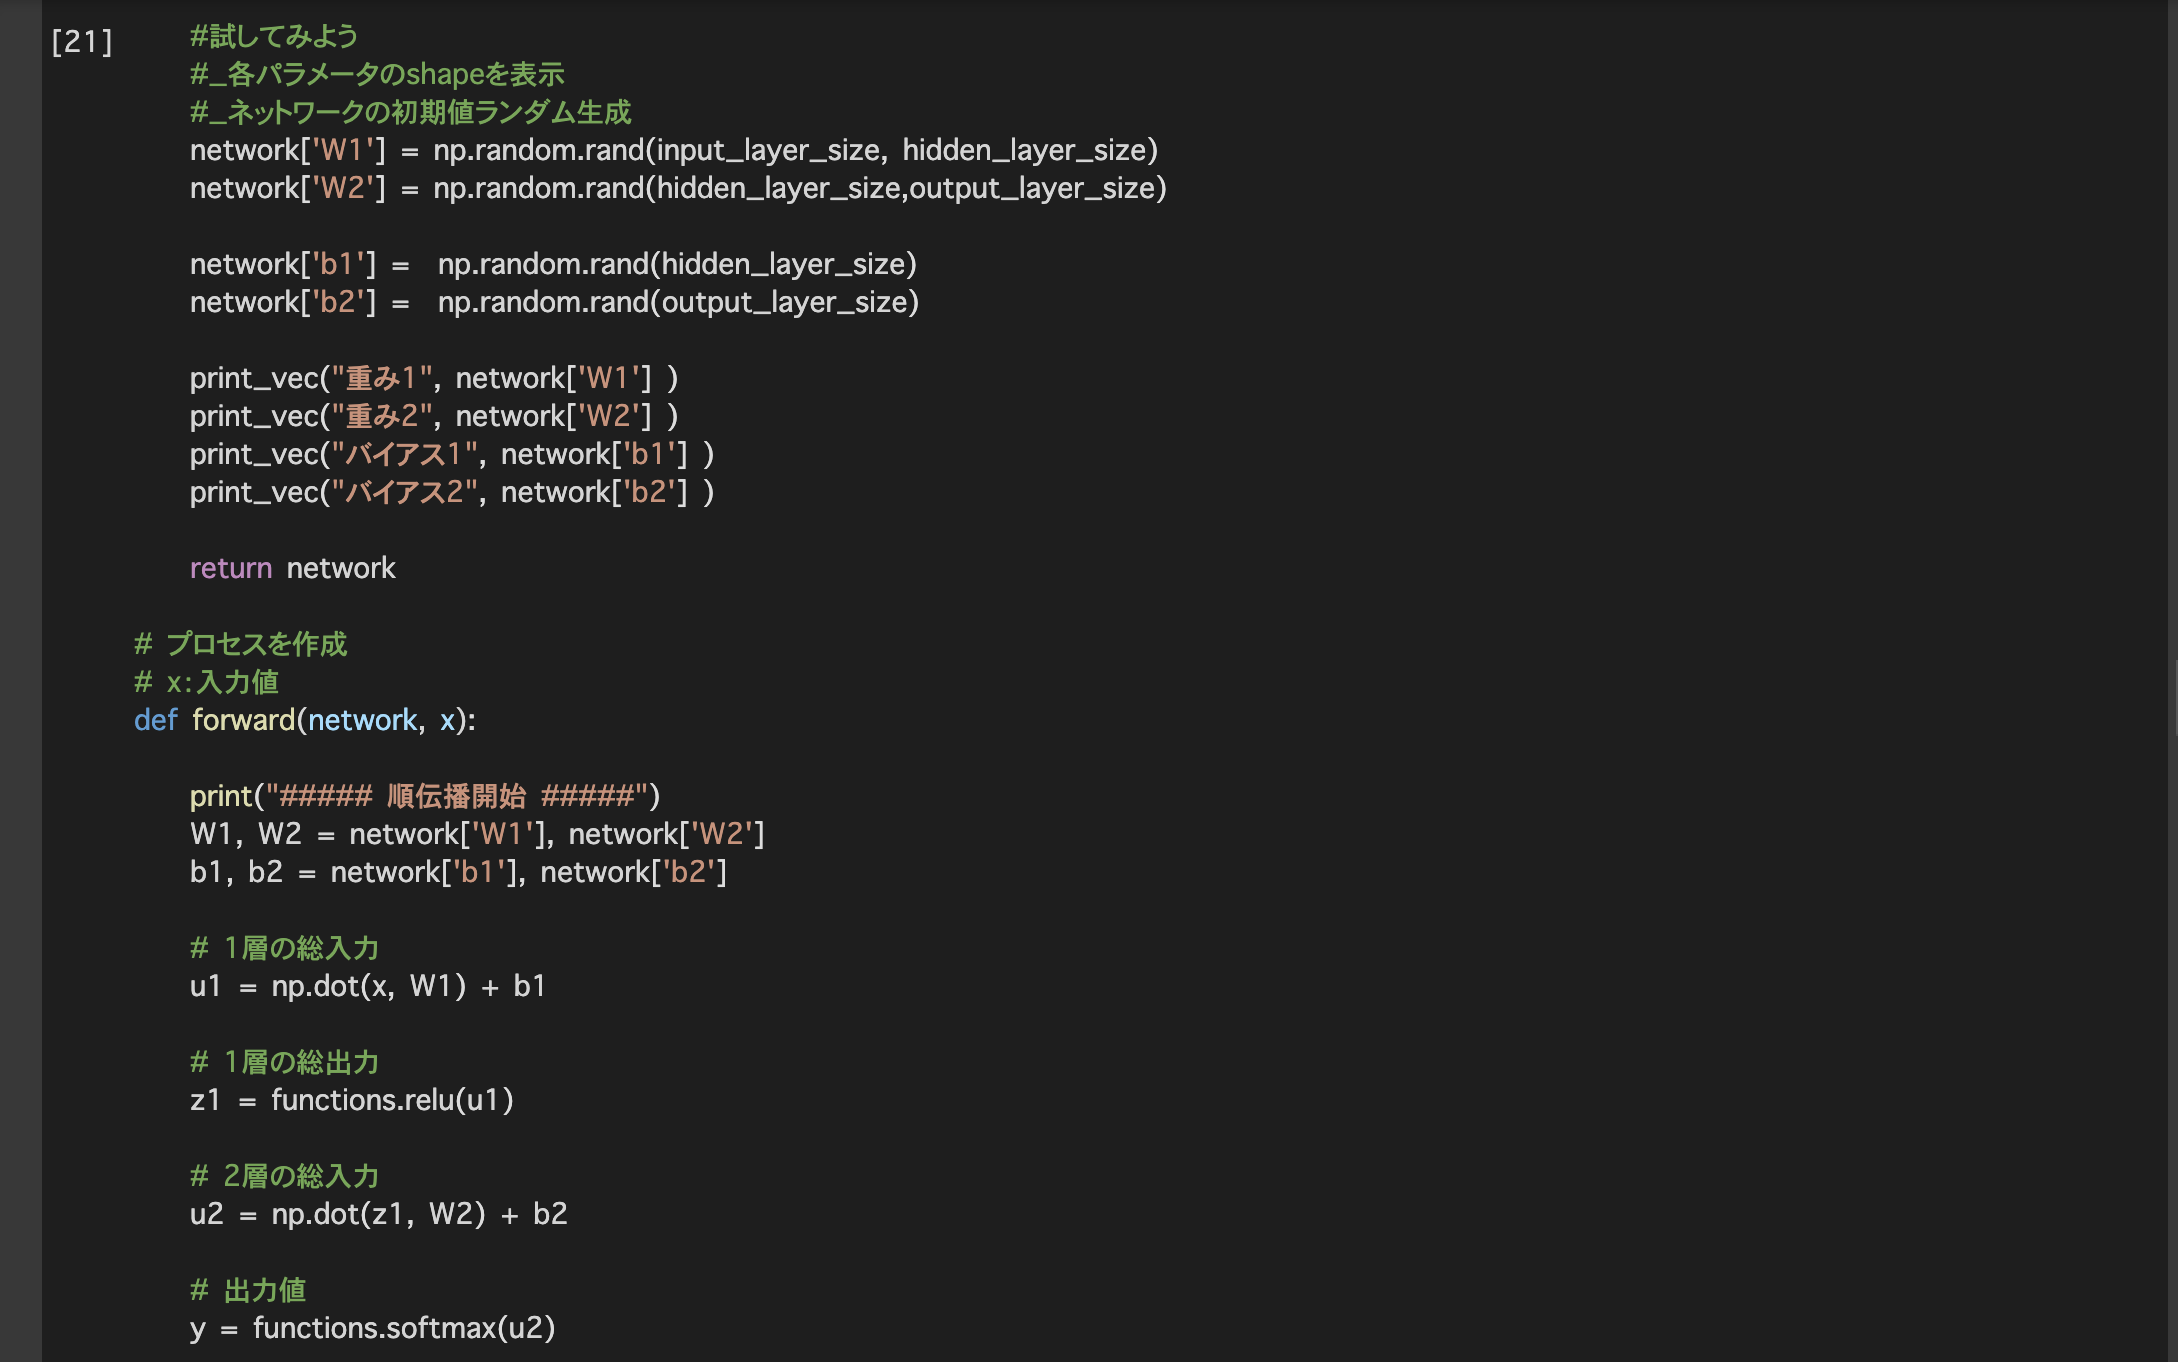 [21]
#試してみよう
#_各パラメータのshapeを表示
#_ネットワークの初期値ランダム生成
network['W1'] = np.random.rand(input_layer_size, hidden_layer_size)
network['W2'] = np.random.rand(hidden_layer_size,output_layer_size)
network['b1'] =  np.random.rand(hidden_layer_size)
network['b2'] =  np.random.rand(output_layer_size)
print_vec("重み1", network['W1'] )
print_vec("重み2", network['W2'] )
print_vec("バイアス1", network['b1'] )
print_vec("バイアス2", network['b2'] )
return network
# プロセスを作成
# x:入力値
def forward(network, x):
print("##### 順伝播開始 #####")
W1, W2 = network['W1'], network['W2']
b1, b2 = network['b1'], network['b2']
# 1層の総入力
u1 = np.dot(x, W1) + b1
# 1層の総出力
z1 = functions.relu(u1)
# 2層の総入力
u2 = np.dot(z1, W2) + b2
# 出力値
y = functions.softmax(u2)